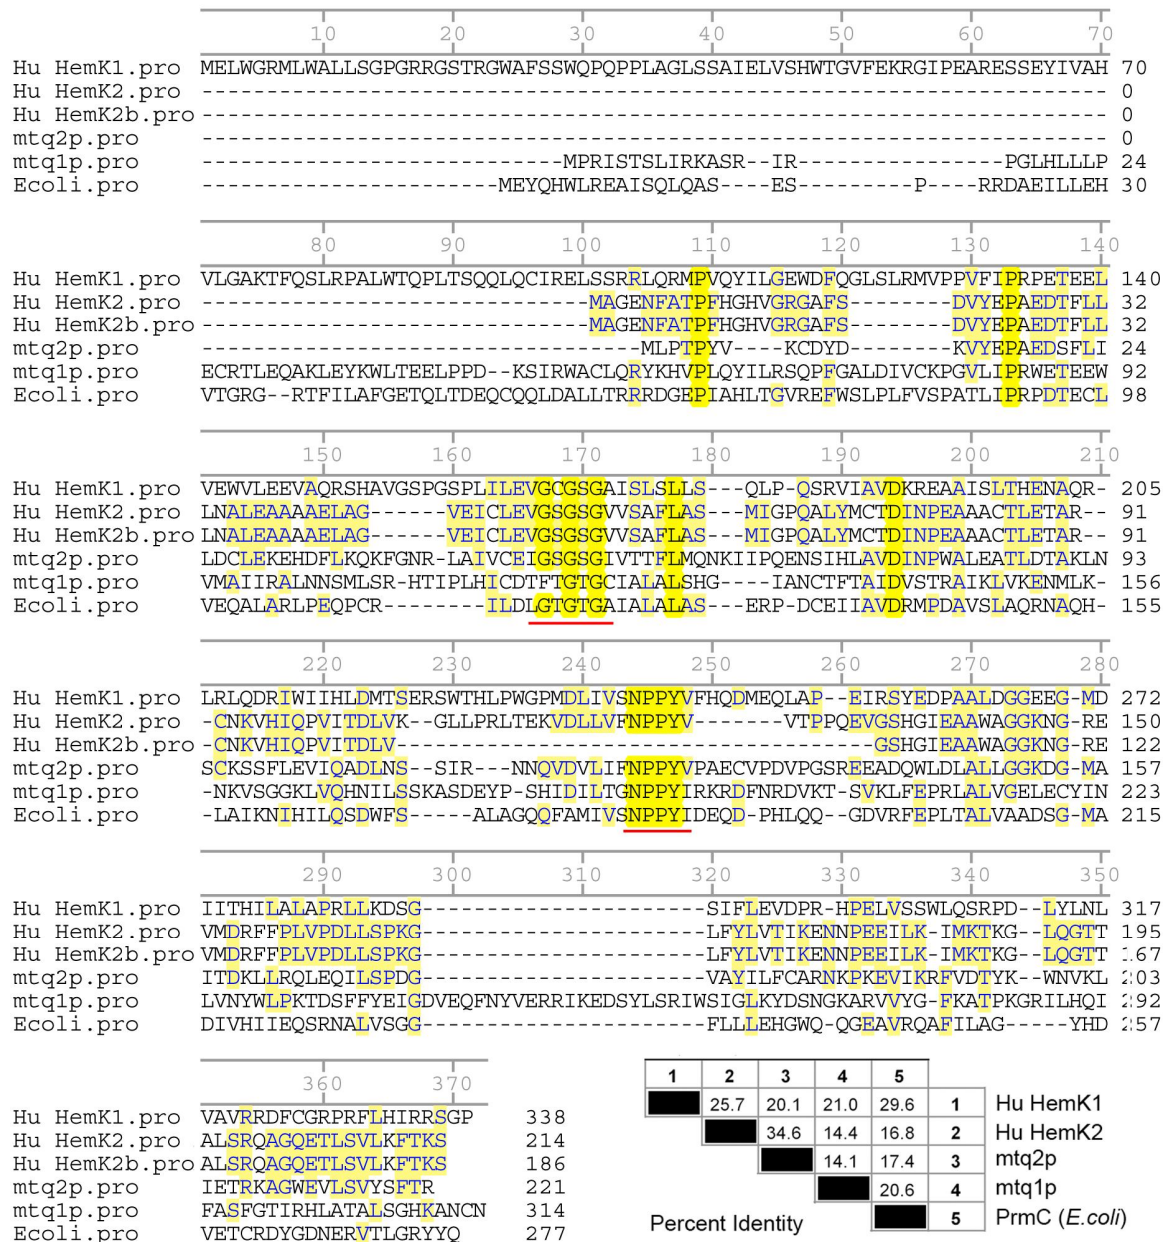 10 20 30 40 50 60 70
Hu HemK1.pro MELWGRMLWALLSGPGRRGSTRGWAFSSWQPQPPLAGLSSAIELVSHWTGVFEKRGIPEARESSEYIVAH 70
Hu HemK2.pro ---------------------------------------------------------------------- 0
Hu HemK2b.pro ---------------------------------------------------------------------- 0
mtq2p.pro ---------------------------------------------------------------------- 0
mtq1p.pro ----------------------------MPRISTSLIRKASR--IR----------------PGLHLLLP 24
Ecoli.pro -----------------------MEYQHWLREAISQLQAS----ES---------P----RRDAEILLEH 30
80 90 100 110 120 130 140
Hu HemK1.pro VLGAKTFQSLRPALWTQPLTSQQLQCIRELSSRRLQRMPVQYILGEWDFQGLSLRMVPPVFIPRPETEEL 140
Hu HemK2.pro ------------------------------MAGENFATPFHGHVGRGAFS--------DVYEPAEDTFLL 32
Hu HemK2b.pro ------------------------------MAGENFATPFHGHVGRGAFS--------DVYEPAEDTFLL 32
mtq2p.pro ----------------------------------MLPTPYV----KCDYD--------KVYEPAEDSFLI 24
mtq1p.pro ECRTLEQAKLEYKWLTEELPPD--KSIRWACLQRYKHVPLQYILRSQPFGALDIVCKPGVLIPRWETEEW 92
Ecoli.pro VTGRG--RTFILAFGETQLTDEQCQQLDALLTRRRDGEPIAHLTGVREFWSLPLFVSPATLIPRPDTECL 98
150 160 170 180 190 200 210
Hu HemK1.pro VEWVLEEVAQRSHAVGSPGSPLILEVGCGSGAISLSLLS---QLP-QSRVIAVDKREAAISLTHENAQR- 205
Hu HemK2.pro LNALEAAAAELAG------VEICLEVGSGSGVVSAFLAS---MIGPQALYMCTDINPEAAACTLETAR-- 91
Hu HemK2b.pro LNALEAAAAELAG------VEICLEVGSGSGVVSAFLAS---MIGPQALYMCTDINPEAAACTLETAR-- 91
mtq2p.pro LDCLEKEHDFLKQKFGNR-LAIVCEIGSGSGIVTTFLMQNKIIPQENSIHLAVDINPWALEATLDTAKLN 93
mtq1p.pro VMAIIRALNNSMLSR-HTIPLHICDTFTGTGCIALALSHG---IANCTFTAIDVSTRAIKLVKENMLK- 156
Ecoli.pro VEQALARLPEQPCR--------ILDLGTGTGAIALALAS---ERP-DCEIIAVDRMPDAVSLAQRNAQH- 155
220 230 240 250 260 270 280
Hu HemK1.pro LRLQDRIWIIHLDMTSERSWTHLPWGPMDLIVSNPPYVFHQDMEQLAP--EIRSYEDPAALDGGEEG-MD 272
Hu HemK2.pro -CNKVHIQPVITDLVK---GLLPRLTEKVDLLVFNPPYV--------VTPPQEVGSHGIEAAWAGGKNG-RE 150
Hu HemK2b.pro -CNKVHIQPVITDLV-------------------------------------GSHGIEAAWAGGKNG-RE 122
mtq2p.pro SCKSSFLEVIQADLNS--SIR---NNQVDVLIFNPPYVPAECVPDVPGSREEADQWLDLALLGGKDG-MA 157
mtq1p.pro -NKVSGGKLVQHNILSSKASDEYP-SHIDILTGNPPYIRKRDFNRDVKT-SVKLFEPRLALVGELECYIN 223
Ecoli.pro -LAIKNIHILQSDWFS-----ALAGQQFAMIVSNPPYIDEQD-PHLQQ--GDVRFEPLTALVAADSG-MA 215
290 300 310 320 330 340 350
Hu HemK1.pro IITHILALAPRLLKDSG----------------------SIFLEVDPR-HPELVSSWLQSRPD--LYLNL 317
Hu HemK2.pro VMDRFFPLVPDLLSPKG----------------------LFYLVTIKENNPEEILK-IMKTKG--LQGTT 195
Hu HemK2b.pro VMDRFFPLVPDLLSPKG----------------------LFYLVTIKENNPEEILK-IMKTKG--LQGTT 167
mtq2p.pro ITDKLLRQLEQILSPDG----------------------VAYILFCARNKPKEVIKRFVDTYK--WNVKL 203
mtq1p.pro LVNYWLPKTDSFFYEIGDVEQFNYVERRIKEDSYLSRIWSIGLKYDSNGKARVVYG-FKATPKGRILHQI 292
Ecoli.pro DIVHIIEQSRNALVSGG----------------------FLLLEHGWQ-QGEAVRQAFILAG-----YHD 257
360 370
Hu HemK1.pro VAVRRDFCGRPRFLHIRRSGP 338
Hu HemK2.pro ALSRQAGQETLSVLKFTKS 214
Hu HemK2b.pro ALSRQAGQETLSVLKFTKS 186
mtq2p.pro IETRKAGWEVLSVYSFTR 221
mtq1p.pro FASFGTIRHLATALSGHKANCN 314
Ecoli.pro VETCRDYGDNERVTLGRYYQ 277
1 2 3 4 5
25.7 20.1 21.0 29.6 1 Hu HemK1
34.6 14.4 16.8 2 Hu HemK2
14.1 17.4 3 mtq2p
20.6 4 mtq1p
5 PrmC (E.coli)
Percent Identity